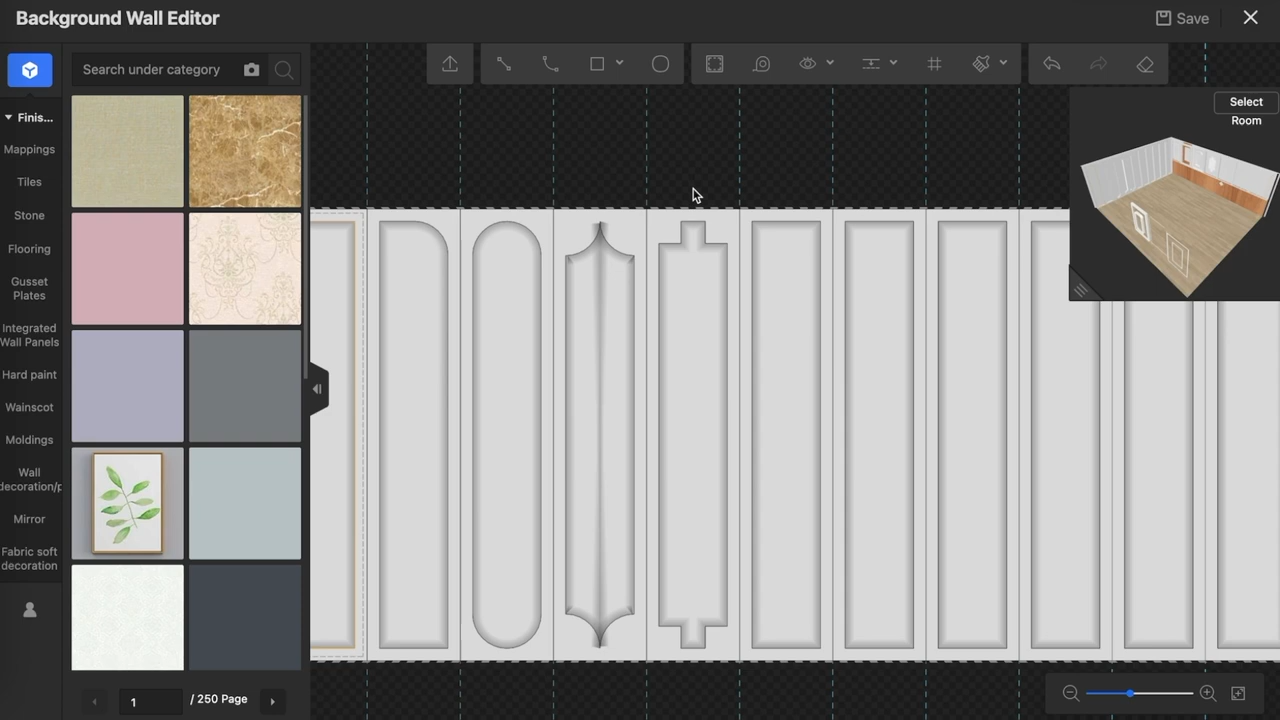 Background Wall Editor
Save
Search under category
Finis...
Mappings
Tiles
Stone
Flooring
Gusset
Plates
Integrated
Wall Panels
Hard paint
Wainscot
Moldings
Wall
decoration/p
Mirror
Fabric soft
decoration
1
/ 250 Page
Select
Room